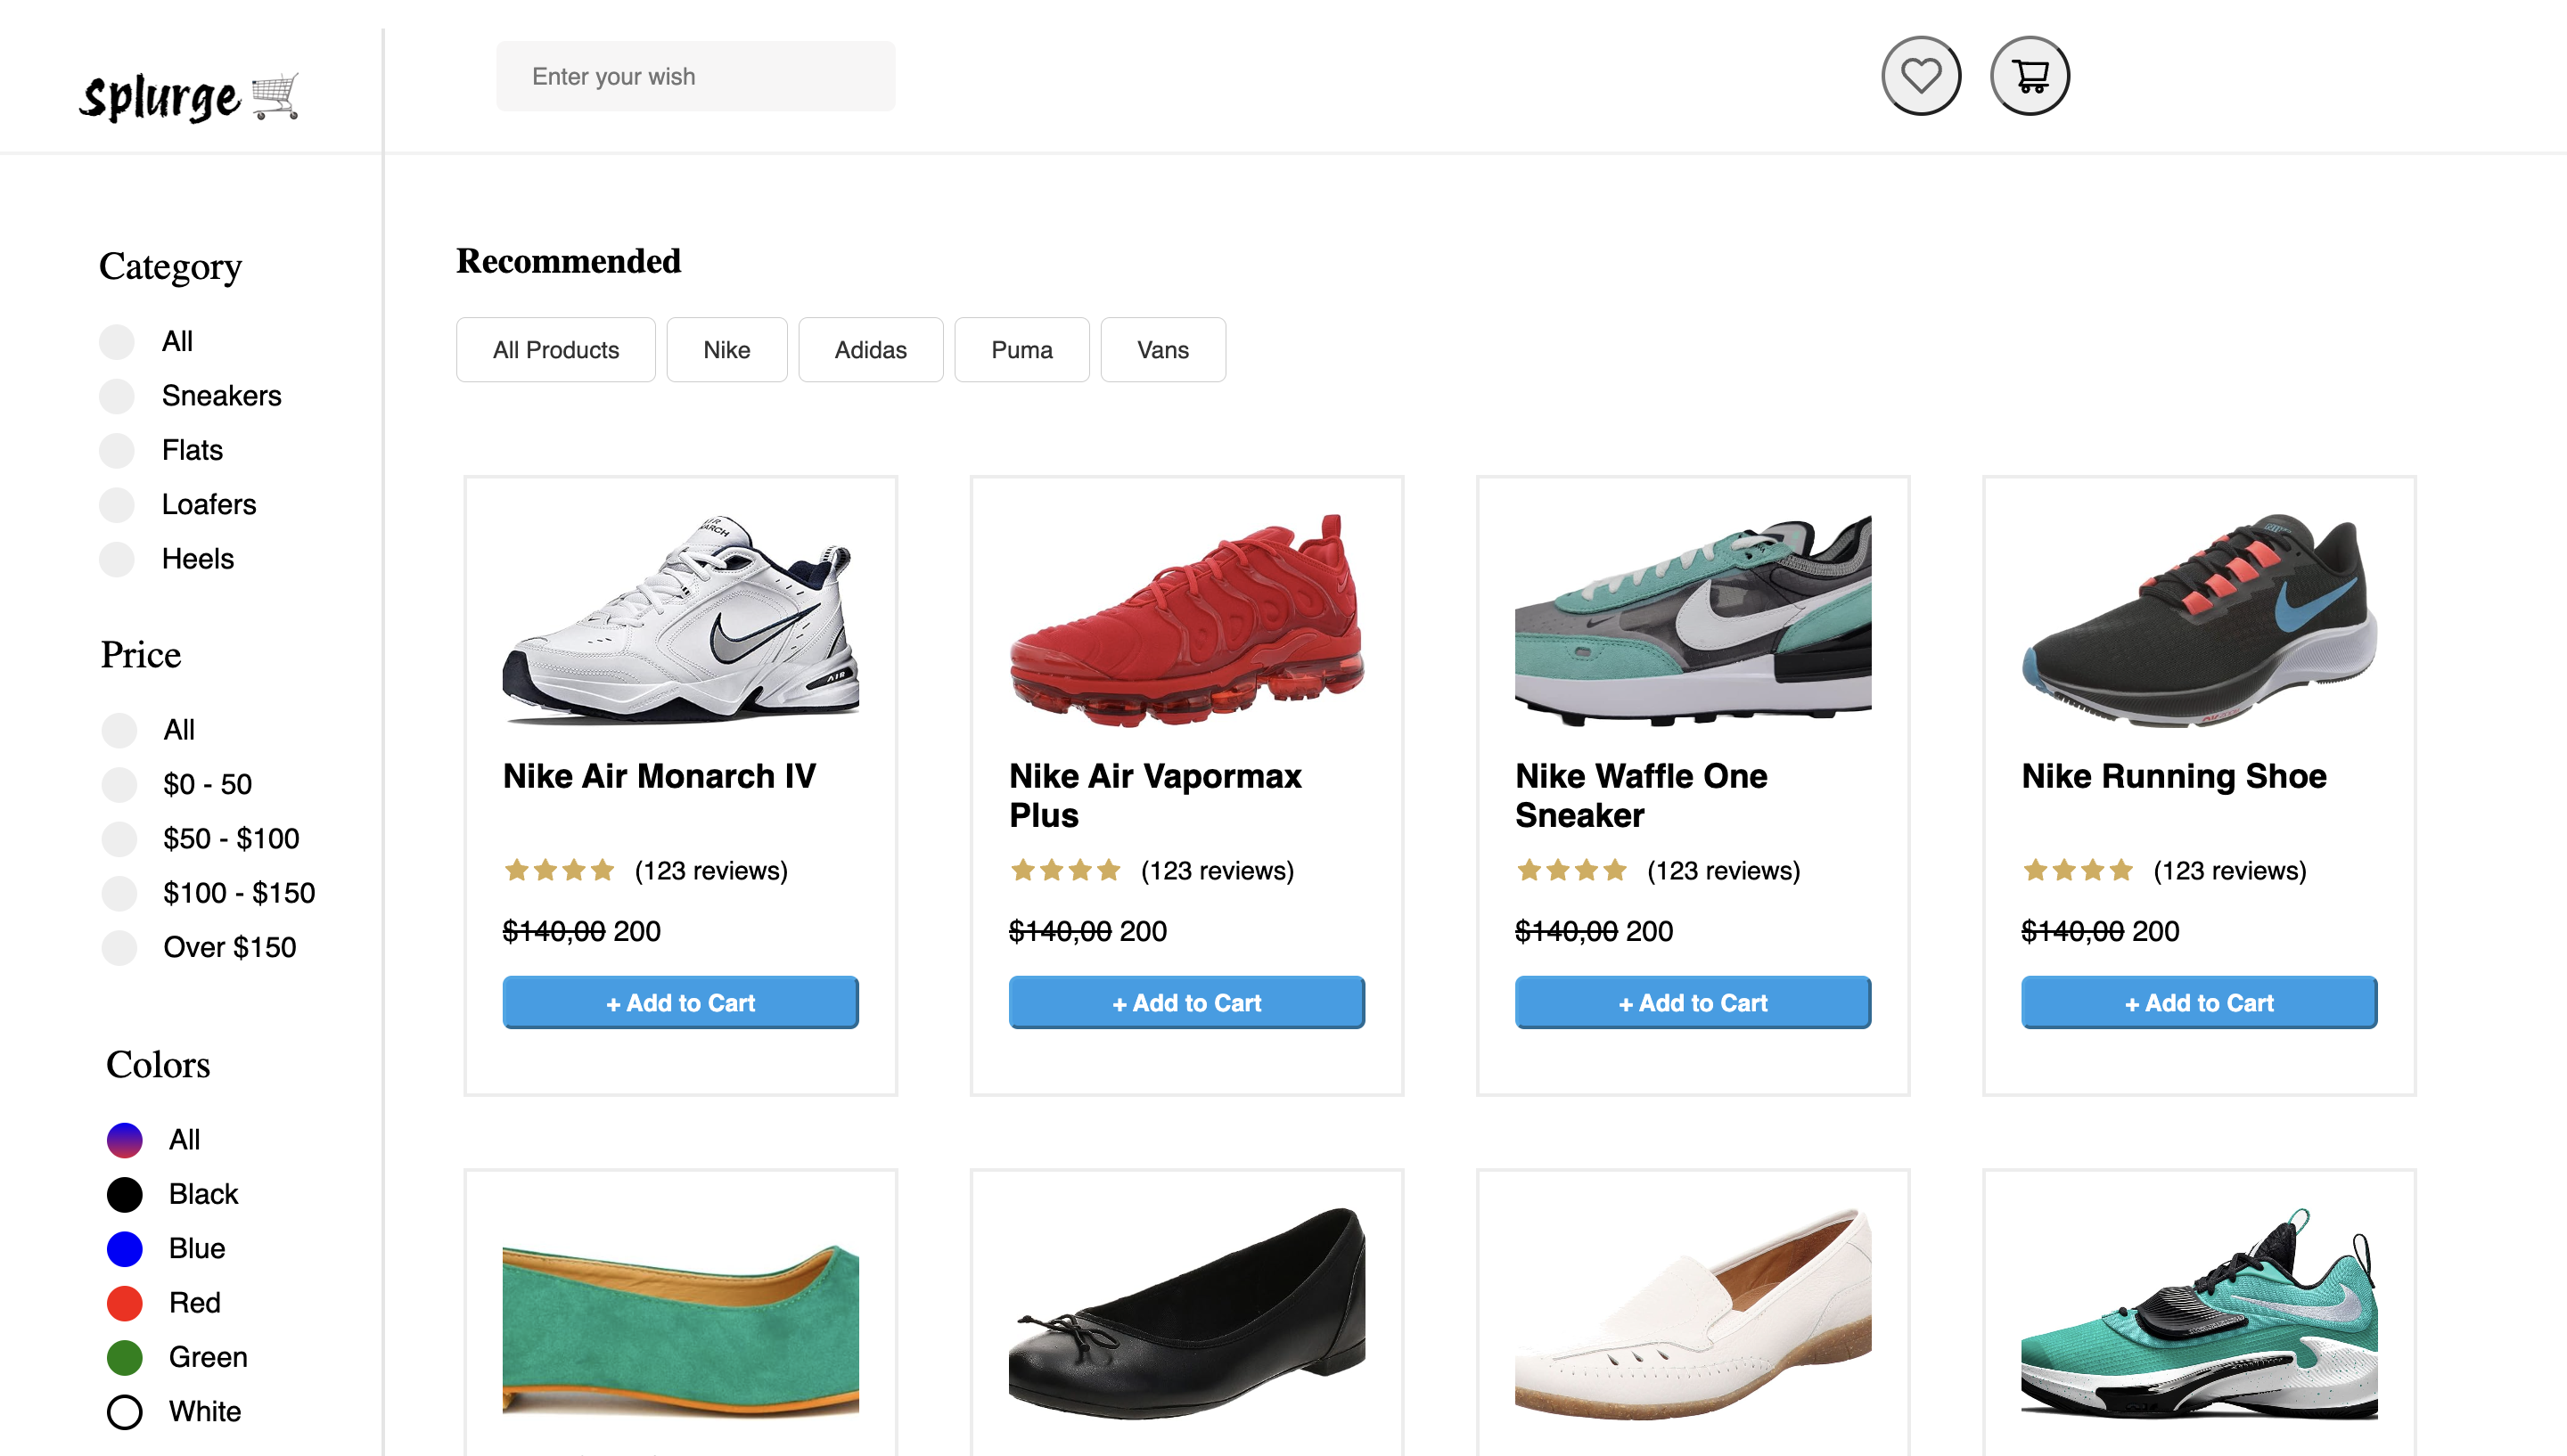 Splurge
Enter your wish
Category
All
Sneakers
Flats
Loafers
Heels
Price
All
$0 - 50
$50 - $100
$100 - $150
Over $150
Colors
All
Black
Blue
Red
Green
White
Recommended
All Products
Nike
Adidas
Puma
Vans
Nike Air Monarch IV
(123 reviews)
$140,00 200
+ Add to Cart
Nike Air Vapormax
Plus
(123 reviews)
$140,00 200
+ Add to Cart
Nike Waffle One
Sneaker
(123 reviews)
$140,00 200
+ Add to Cart
Nike Running Shoe
(123 reviews)
$140,00 200
+ Add to Cart
AIR